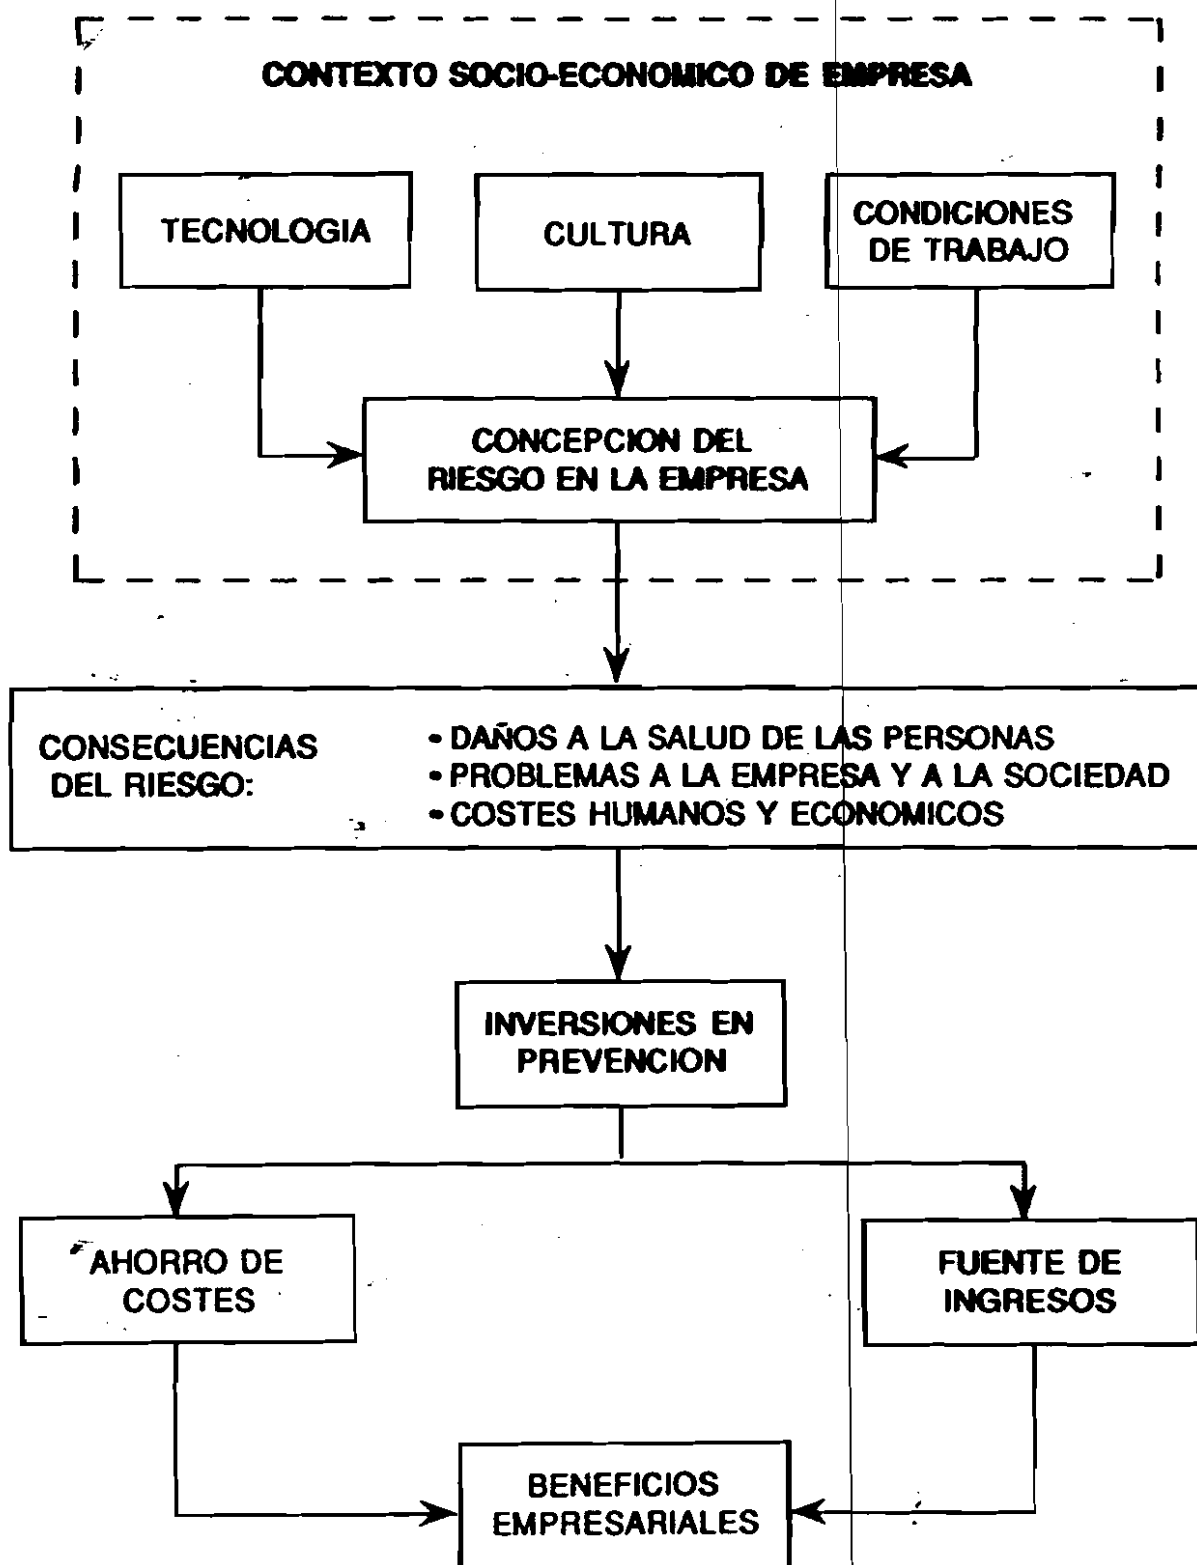 CONTEXTO SOCIO-ECONOMICO DE EMPRESA
TECNOLOGIA
CULTURA
CONDICIONES
DE TRABAJO
CONCEPCION DEL
RIESGO EN LA EMPRESA
CONSECUENCIAS
DEL RIESGO:
• DAÑOS A LA SALUD DE LAS PERSONAS
• PROBLEMAS A LA EMPRESA Y A LA SOCIEDAD
• COSTES HUMANOS Y ECONOMICOS
INVERSIONES EN
PREVENCION
AHORRO DE
COSTES
FUENTE DE
INGRESOS
BENEFICIOS
EMPRESARIALES